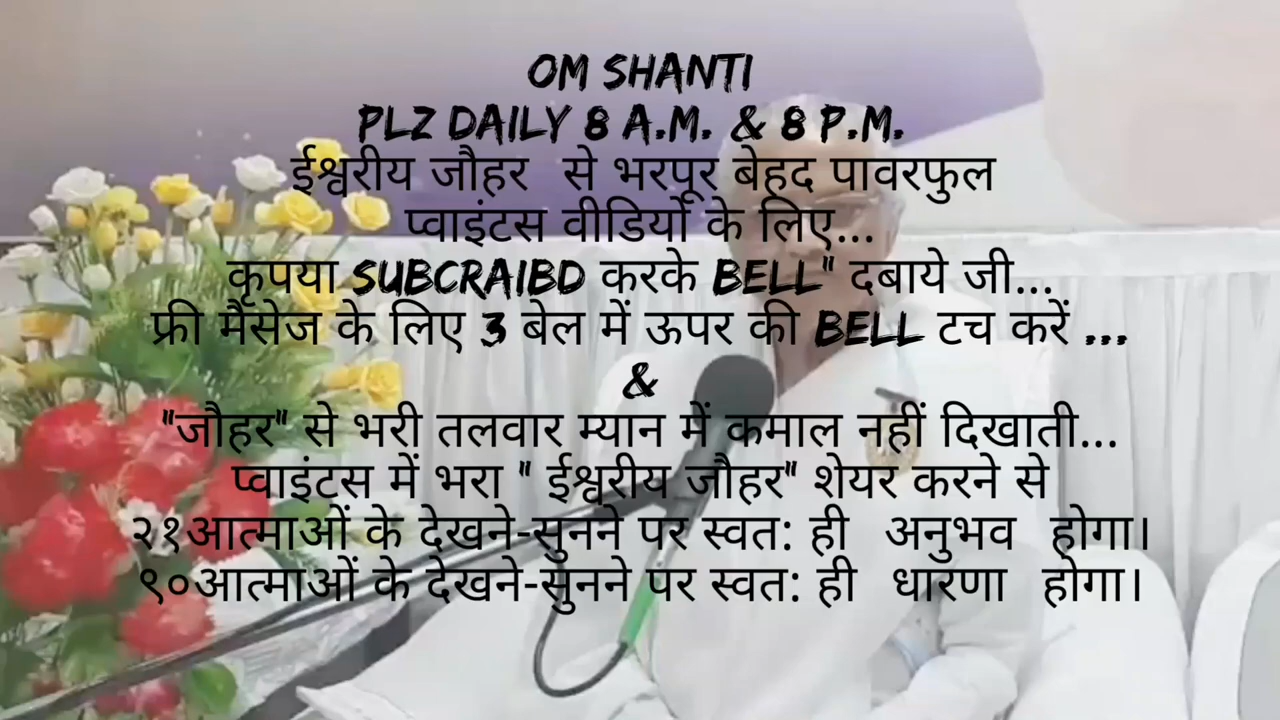 OM SHANTI
PLZ DAILY 8 A.M. & 8 P.M.
ईश्वरीय जौहर से भरपूर बेहद पावरफुल
प्वाइंटस वीडियों के लिए...
कृपया SUBCRAIBD करके BELL" दबाये जी...
फ्री मैसेज के लिए 3 बेल में ऊपर की BELL टच करें ...
&
"जौहर" से भरी तलवार म्यान में कमाल नहीं दिखाती...
प्वाइंटस में भरा " ईश्वरीय जौहर" शेयर करने से
२१आत्माओं के देखने-सुनने पर स्वत: ही अनुभव होगा।
९०आत्माओं के देखने-सुनने पर स्वत: ही धारणा होगा।